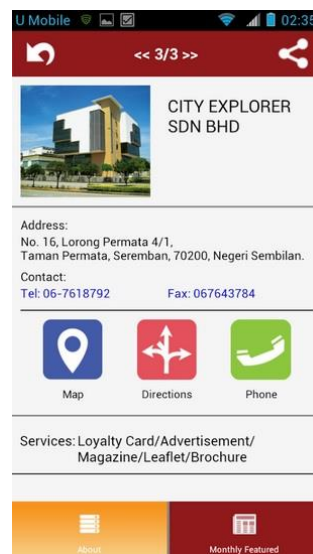 U Mobile 02:35
<< 3/3 >>
CITY EXPLORER
SDN BHD
Address:
No. 16, Lorong Permata 4/1,
Taman Permata, Seremban, 70200, Negeri Sembilan.
Contact:
Tel: 06-7618792 Fax: 067643784
Map Directions Phone
Services: Loyalty Card/Advertisement/
Magazine/Leaflet/Brochure
About Monthly Featured